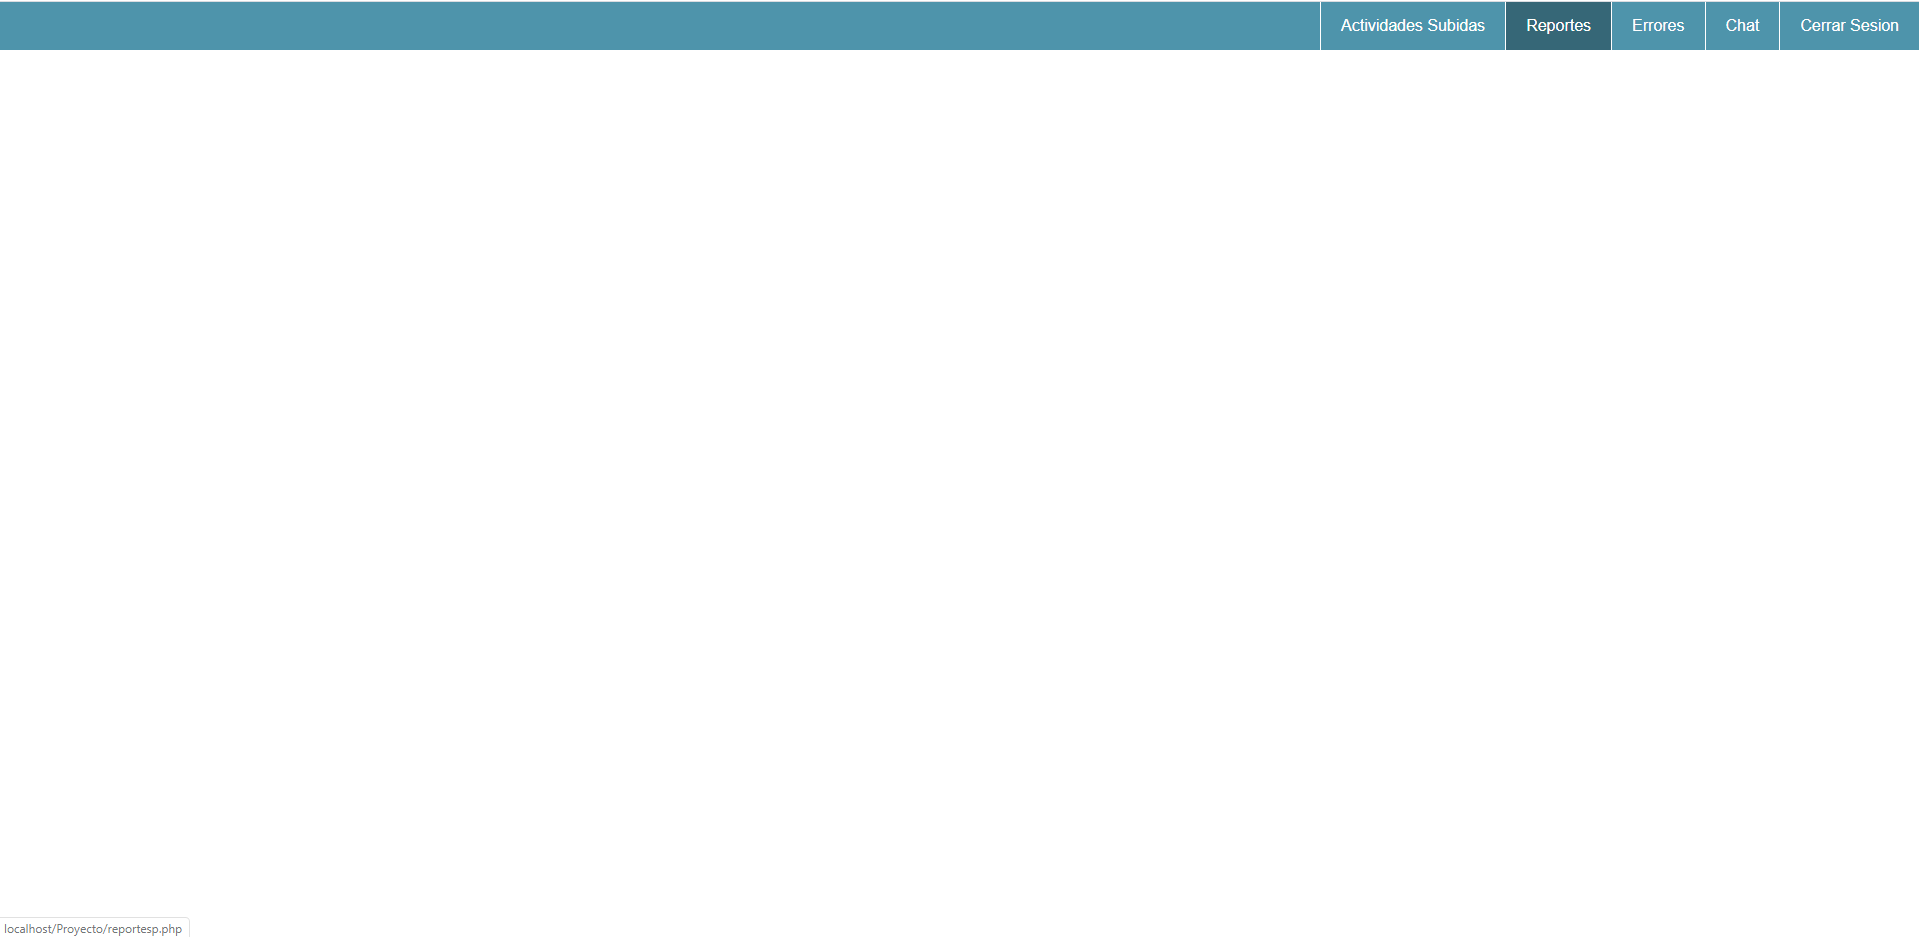 Actividades Subidas Reportes Errores Chat Cerrar Sesion
localhost/Proyecto/reportesp.php